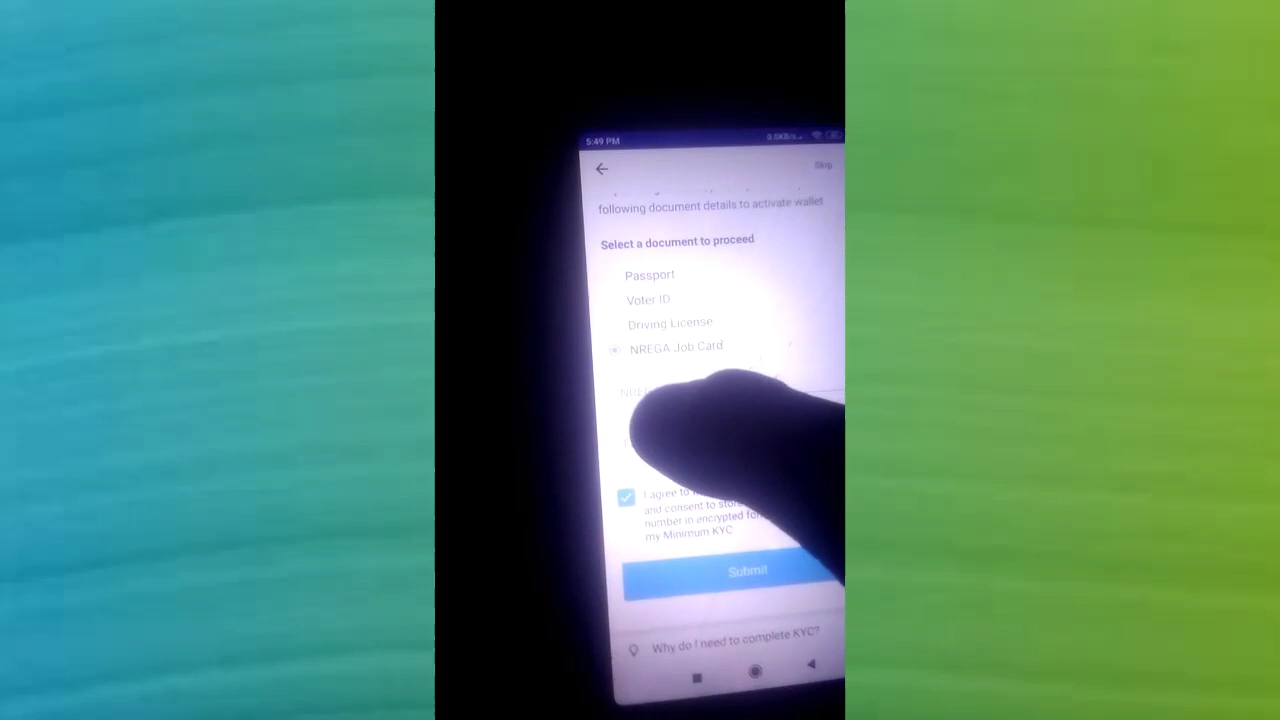 5:49 PM 0.0KB/s
Skip
following document details to activate wallet
Select a document to proceed
Passport
Voter ID
Driving License
NREGA Job Card
I agree to
and consent to
number in encrypted
my Minimum KYC
Submit
Why do I need to complete KYC?